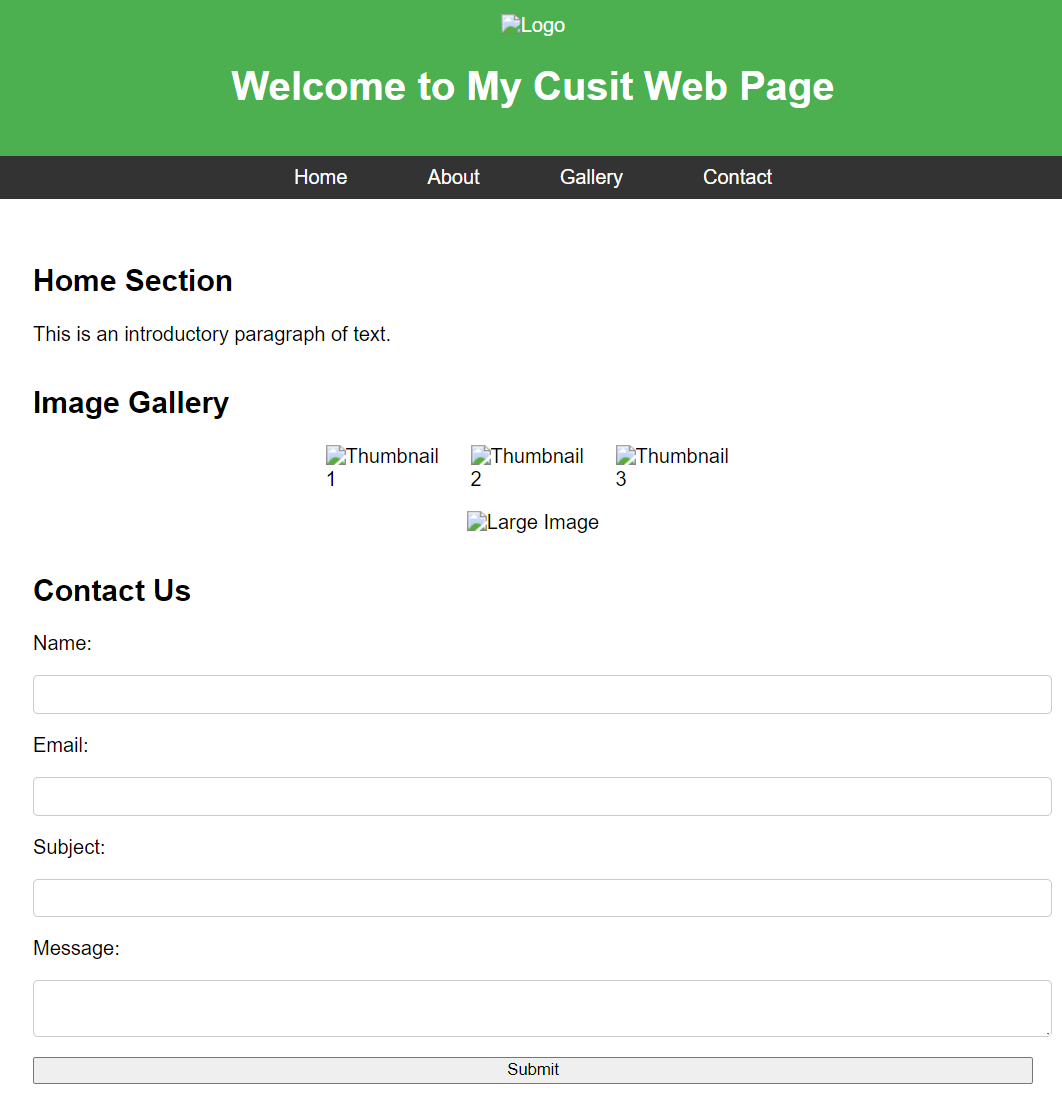 Logo
Welcome to My Cusit Web Page
Home About Gallery Contact
Home Section
This is an introductory paragraph of text.
Image Gallery
Thumbnail 1
Thumbnail 2
Thumbnail 3
Large Image
Contact Us
Name:
Email:
Subject:
Message:
Submit